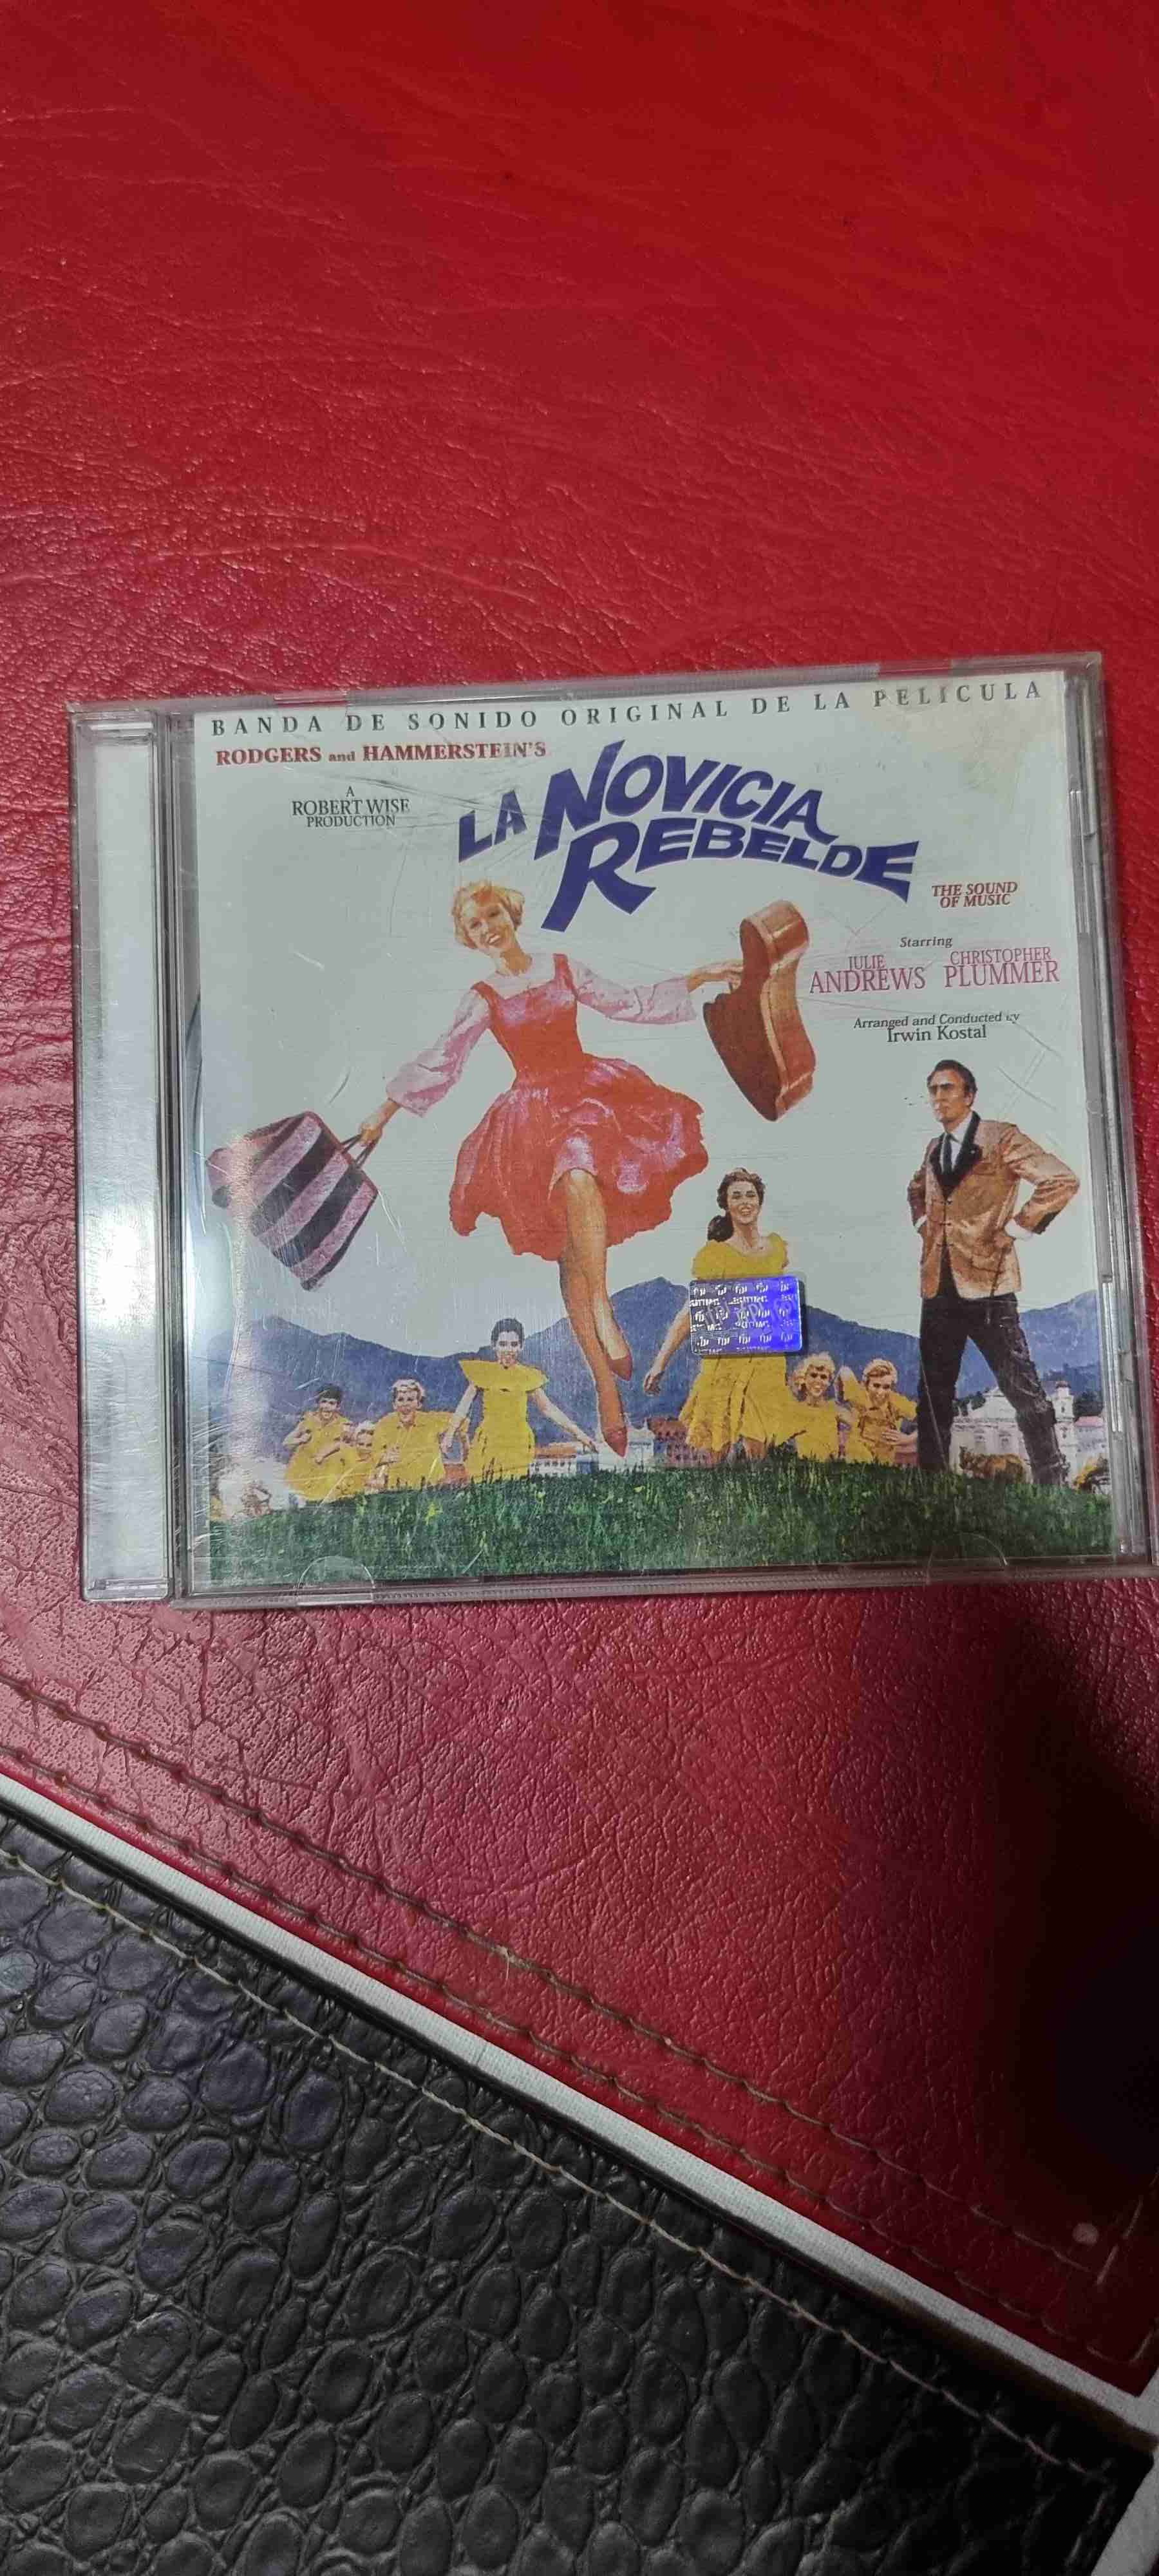 BANDA DE SONIDO ORIGINAL DE LA PELICULA
RODGERS and HAMMERSTEIN'S
A
ROBERT WISE
PRODUCTION
LA NOVICIA
REBELDE
THE SOUND
OF MUSIC
Starring
JULIE
ANDREWS
CHRISTOPHER
PLUMMER
Arranged and Conducted by
Irwin Kostal